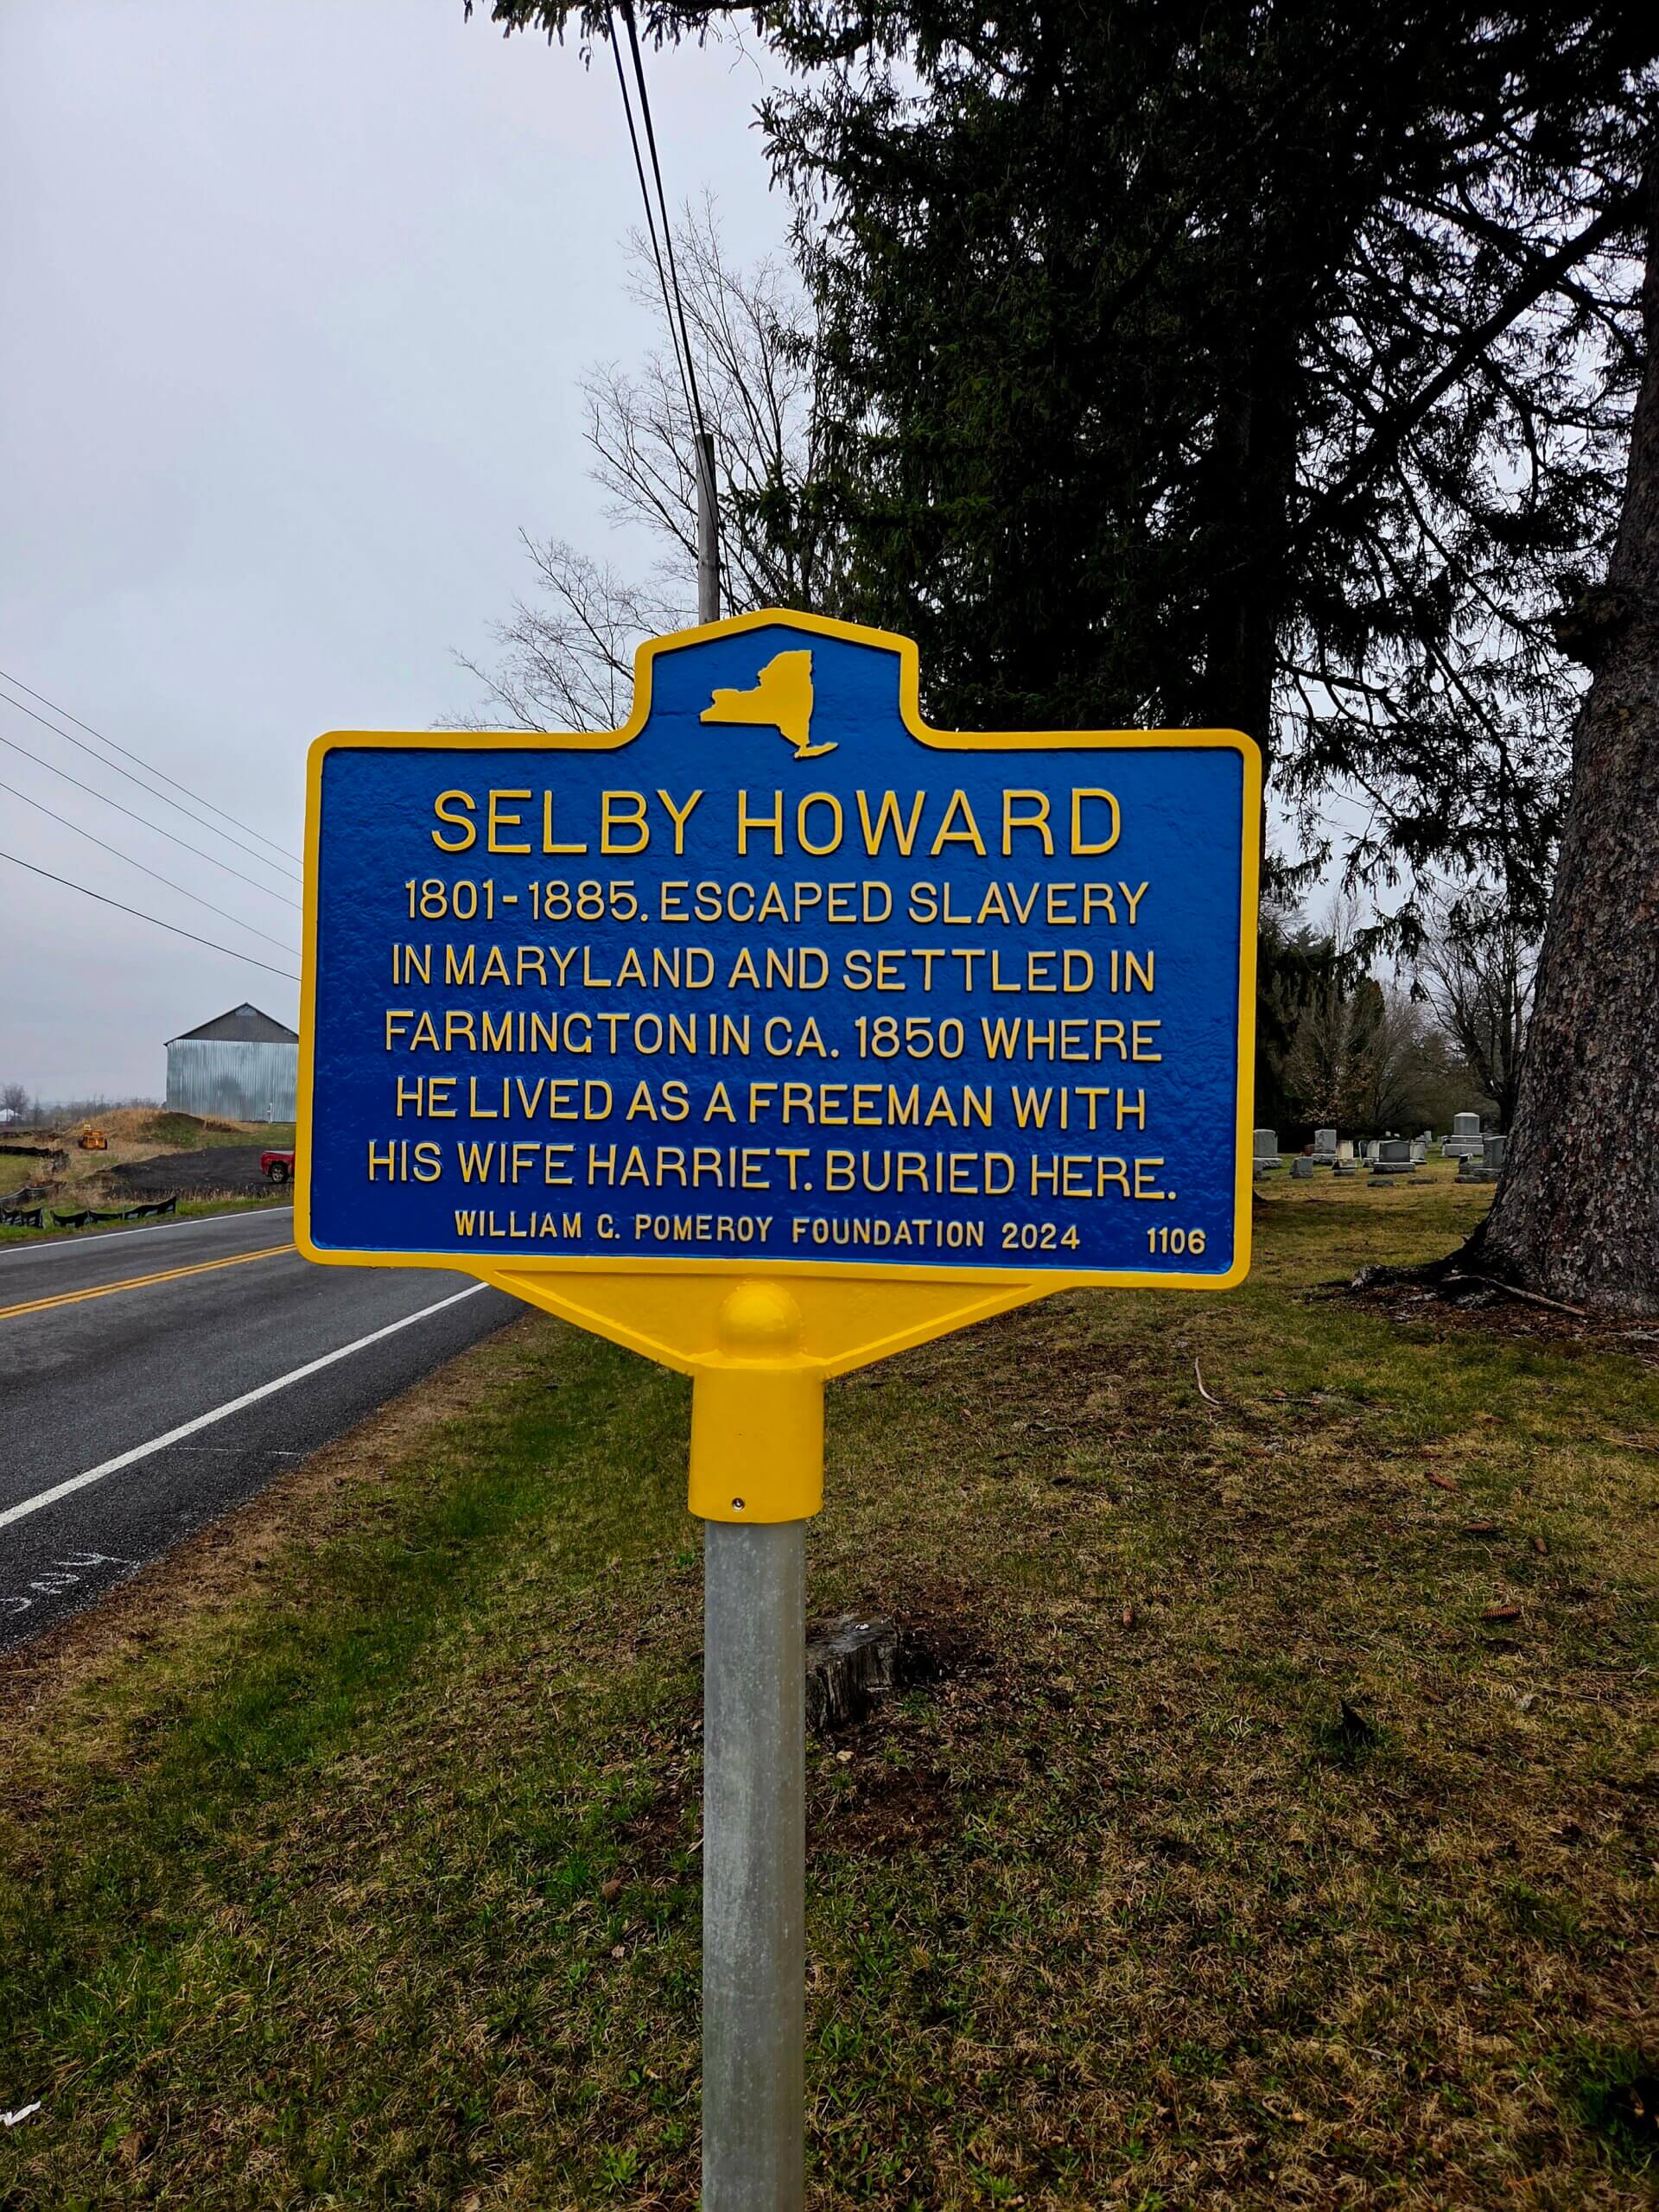 SELBY HOWARD
1801-1885. ESCAPED SLAVERY
IN MARYLAND AND SETTLED IN
FARMINGTON IN CA. 1850 WHERE
HE LIVED AS A FREEMAN WITH
HIS WIFE HARRIET. BURIED HERE.
WILLIAM G. POMEROY FOUNDATION 2024 1106